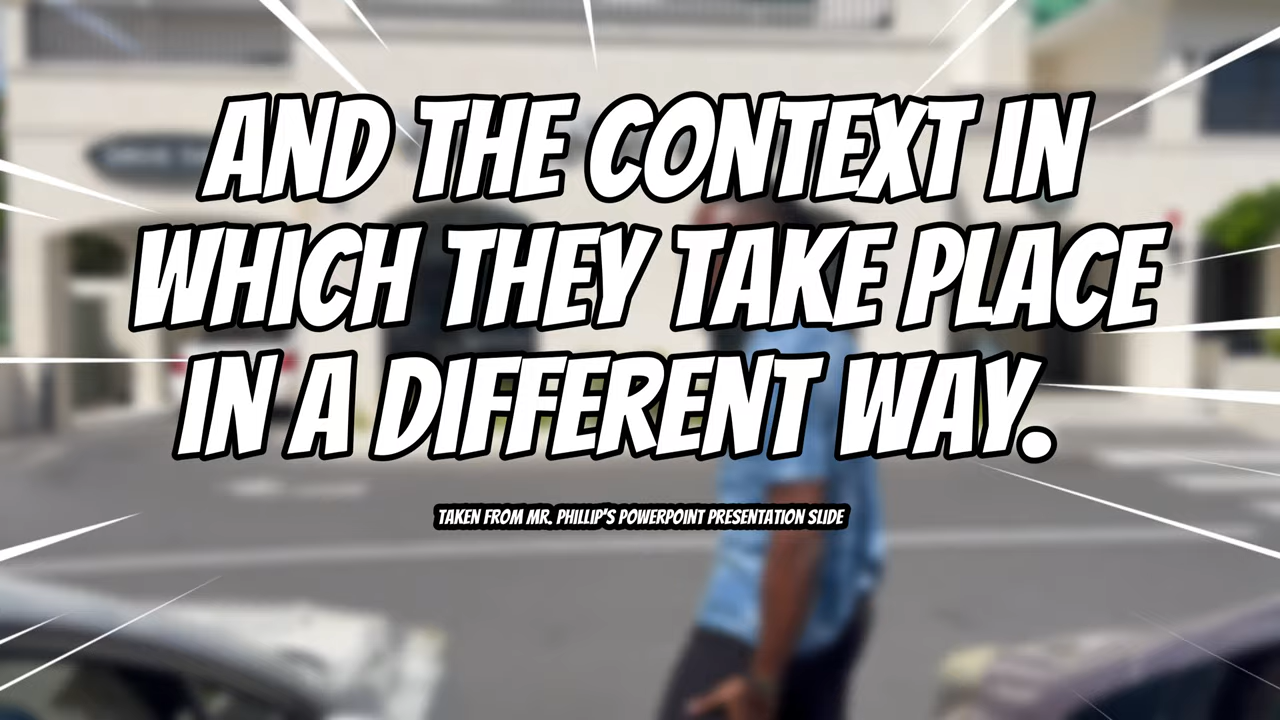 AND THE CONTEXT IN
WHICH THEY TAKE PLACE
IN A DIFFERENT WAY.
TAKEN FROM MR. PHILLIP'S POWERPOINT PRESENTATION SLIDE